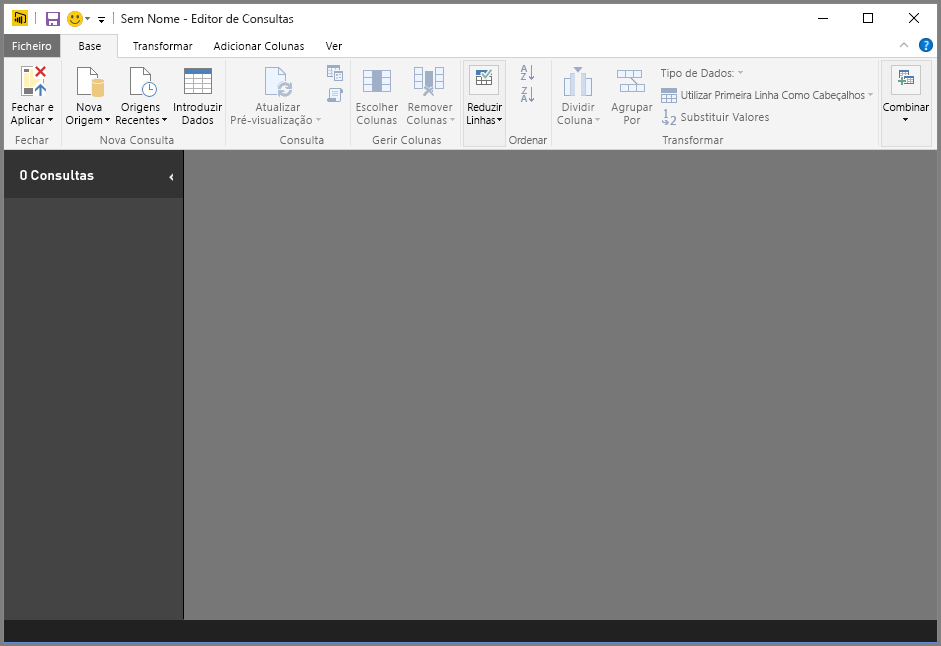 Sem Nome - Editor de Consultas
Ficheiro Base Transformar Adicionar Colunas Ver
?
Fechar e
Aplicar
Fechar
Nova
Origem
Origens
Recentes
Introduzir
Dados
Nova Consulta
Atualizar
Pré-visualização
Consulta
Escolher
Colunas
Remover
Colunas
Gerir Colunas
Reduzir
Linhas
A
Z
Z
A
Ordenar
Dividir
Coluna
Agrupar
Por
Tipo de Dados:
Utilizar Primeira Linha Como Cabeçalhos
1
2
Substituir Valores
Transformar
Combinar
0 Consultas